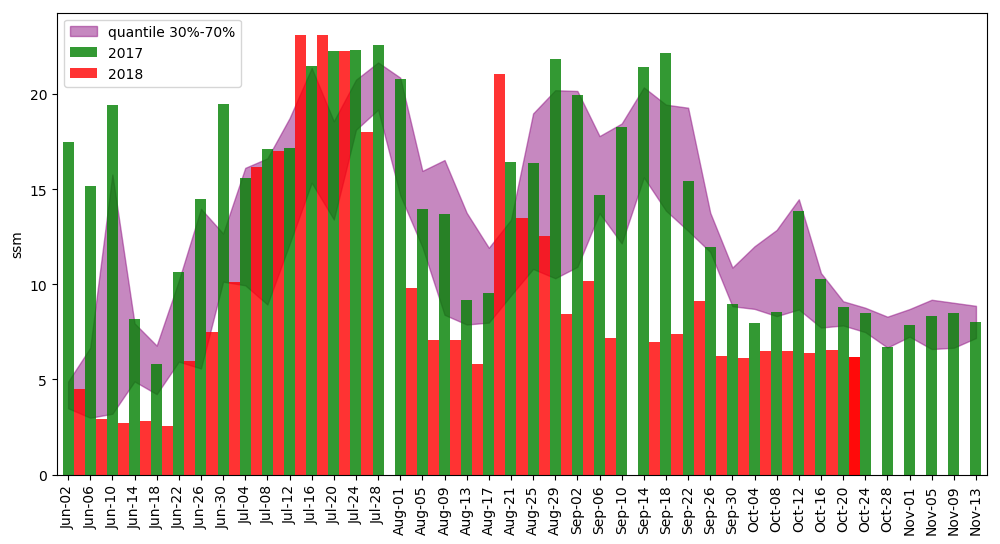 quantile 30%-70%
2017
2018
ssm
20
15
10
5
0
Jun-02
Jun-06
Jun-10
Jun-14
Jun-18
Jun-22
Jun-26
Jun-30
Jul-04
Jul-08
Jul-12
Jul-16
Jul-20
Jul-24
Jul-28
Aug-01
Aug-05
Aug-09
Aug-13
Aug-17
Aug-21
Aug-25
Aug-29
Sep-02
Sep-06
Sep-10
Sep-14
Sep-18
Sep-22
Sep-26
Sep-30
Oct-04
Oct-08
Oct-12
Oct-16
Oct-20
Oct-24
Oct-28
Nov-01
Nov-05
Nov-09
Nov-13